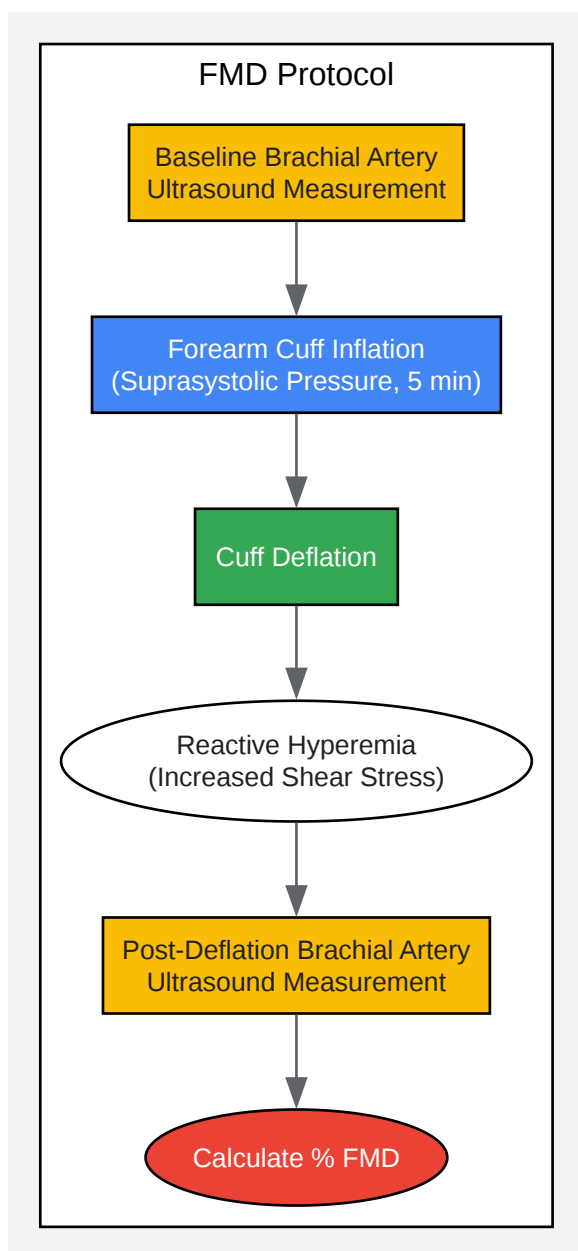 FMD Protocol
Baseline Brachial Artery
Ultrasound Measurement
Forearm Cuff Inflation
(Suprasystolic Pressure, 5 min)
Cuff Deflation
Reactive Hyperemia
(Increased Shear Stress)
Post-Deflation Brachial Artery
Ultrasound Measurement
Calculate % FMD